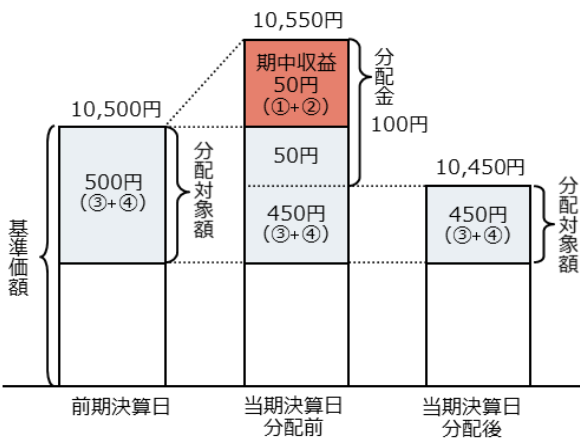 10,550円
期中収益
50円
（①+②）
分配金
100円
10,500円
500円
（③+④）
分配対象額
基準価額
50円
450円
（③+④）
10,450円
450円
（③+④）
分配対象額
前期決算日
当期決算日
分配前
当期決算日
分配後